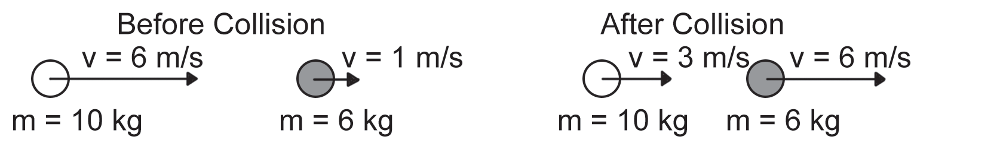 Before Collision
v = 6 m/s
v = 1 m/s
m = 10 kg
m = 6 kg
After Collision
v = 3 m/s
v = 6 m/s
m = 10 kg
m = 6 kg